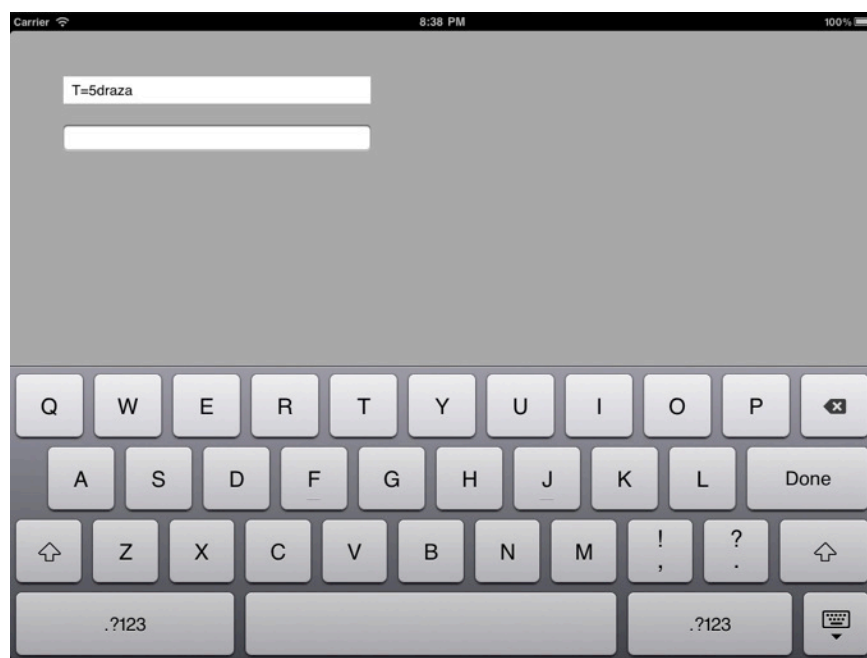 Carrier 8:38 PM 100%
T=5draza
Q W E R T Y U I O P
A S D F G H J K L Done
Z X C V B N M ! , ? .
.?123 .?123